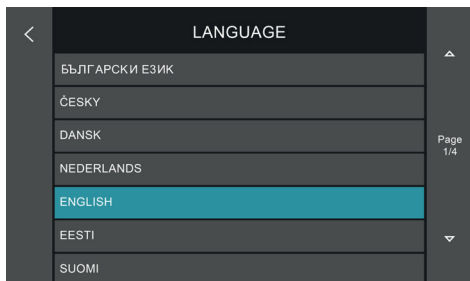 LANGUAGE
БЪЛГАРСКИ ЕЗИК
ČESKY
DANSK
NEDERLANDS
ENGLISH
EESTI
SUOMI
Page
1/4